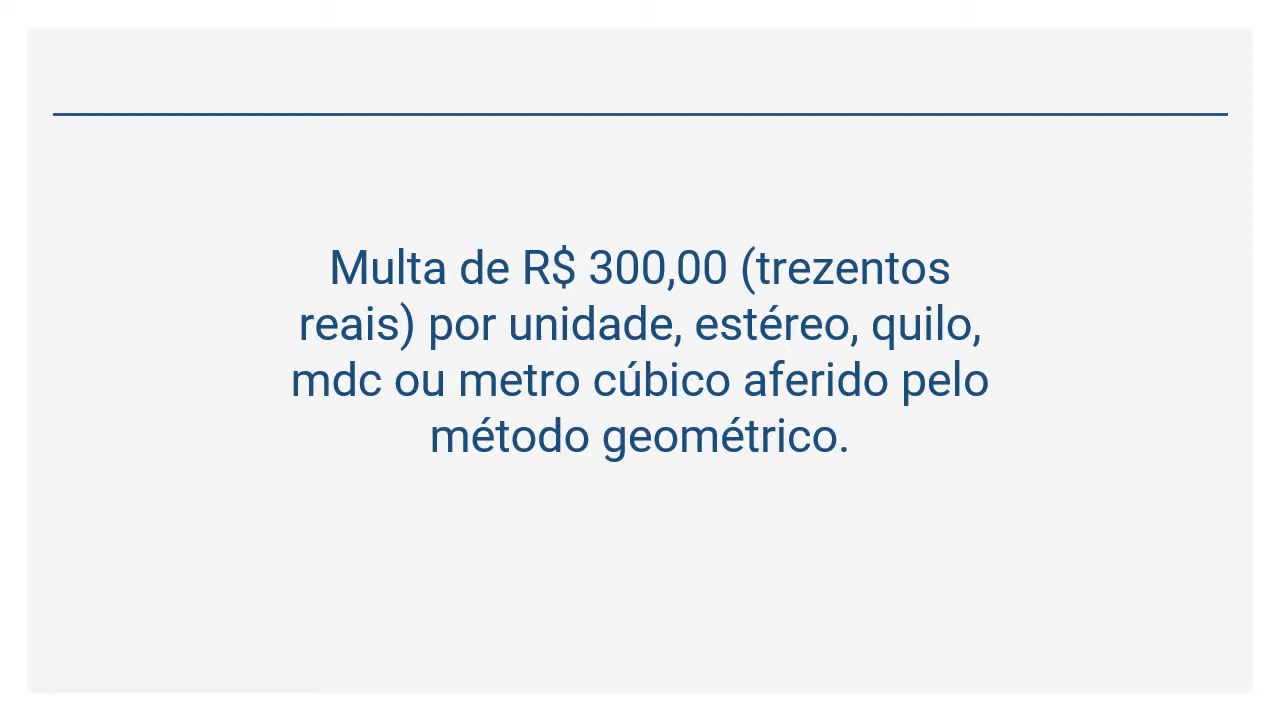 Multa de R$ 300,00 (trezentos
reais) por unidade, estéreo, quilo,
mdc ou metro cúbico aferido pelo
método geométrico.